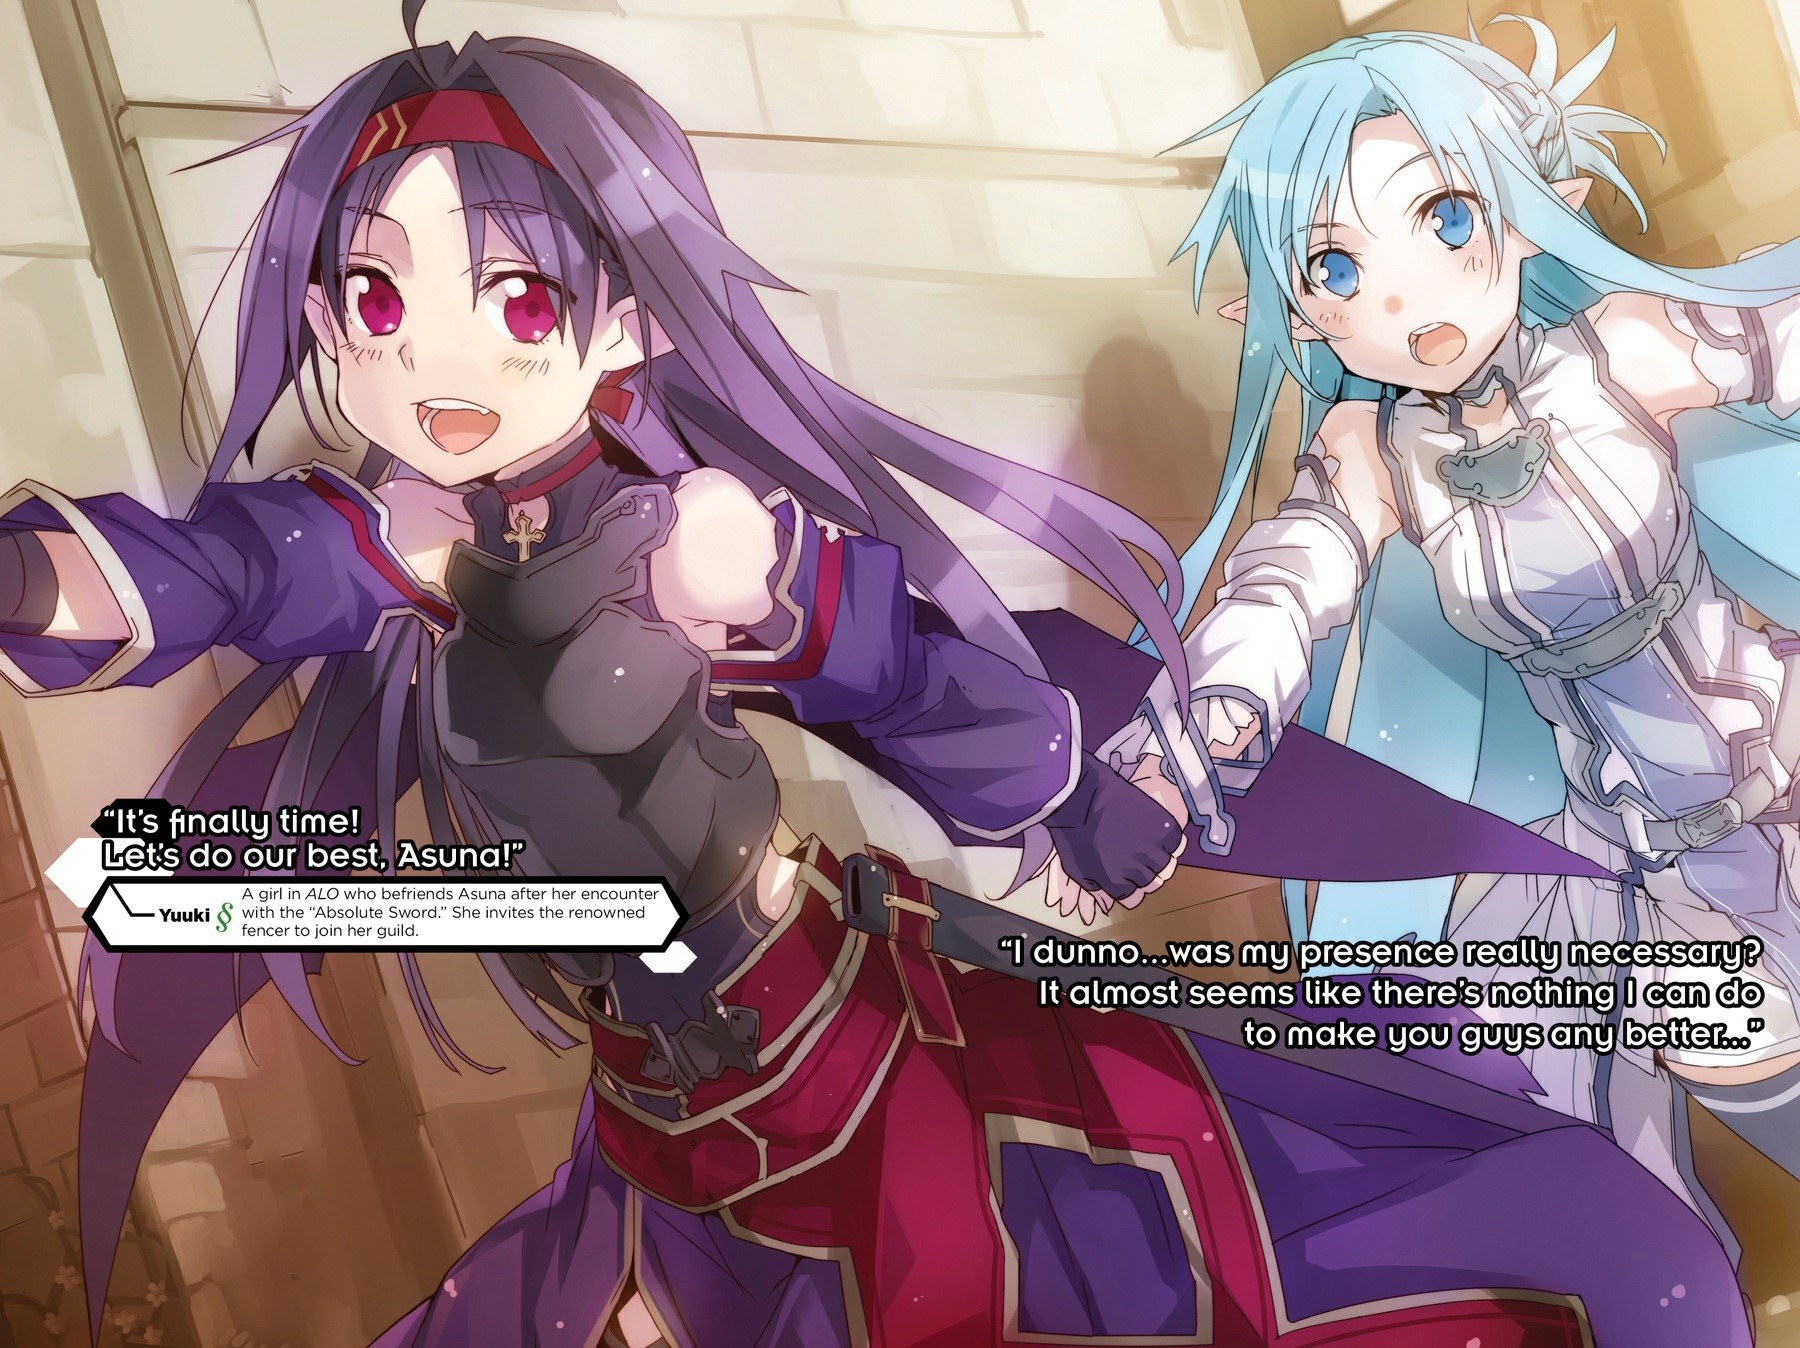 “It’s finally time!
Let’s do our best, Asuna!”
Yuuki §
A girl in ALO who befriends Asuna after her encounter
with the “Absolute Sword.” She invites the renowned
fencer to join her guild.
“I dunno...was my presence really necessary?
It almost seems like there’s nothing I can do
to make you guys any better...”